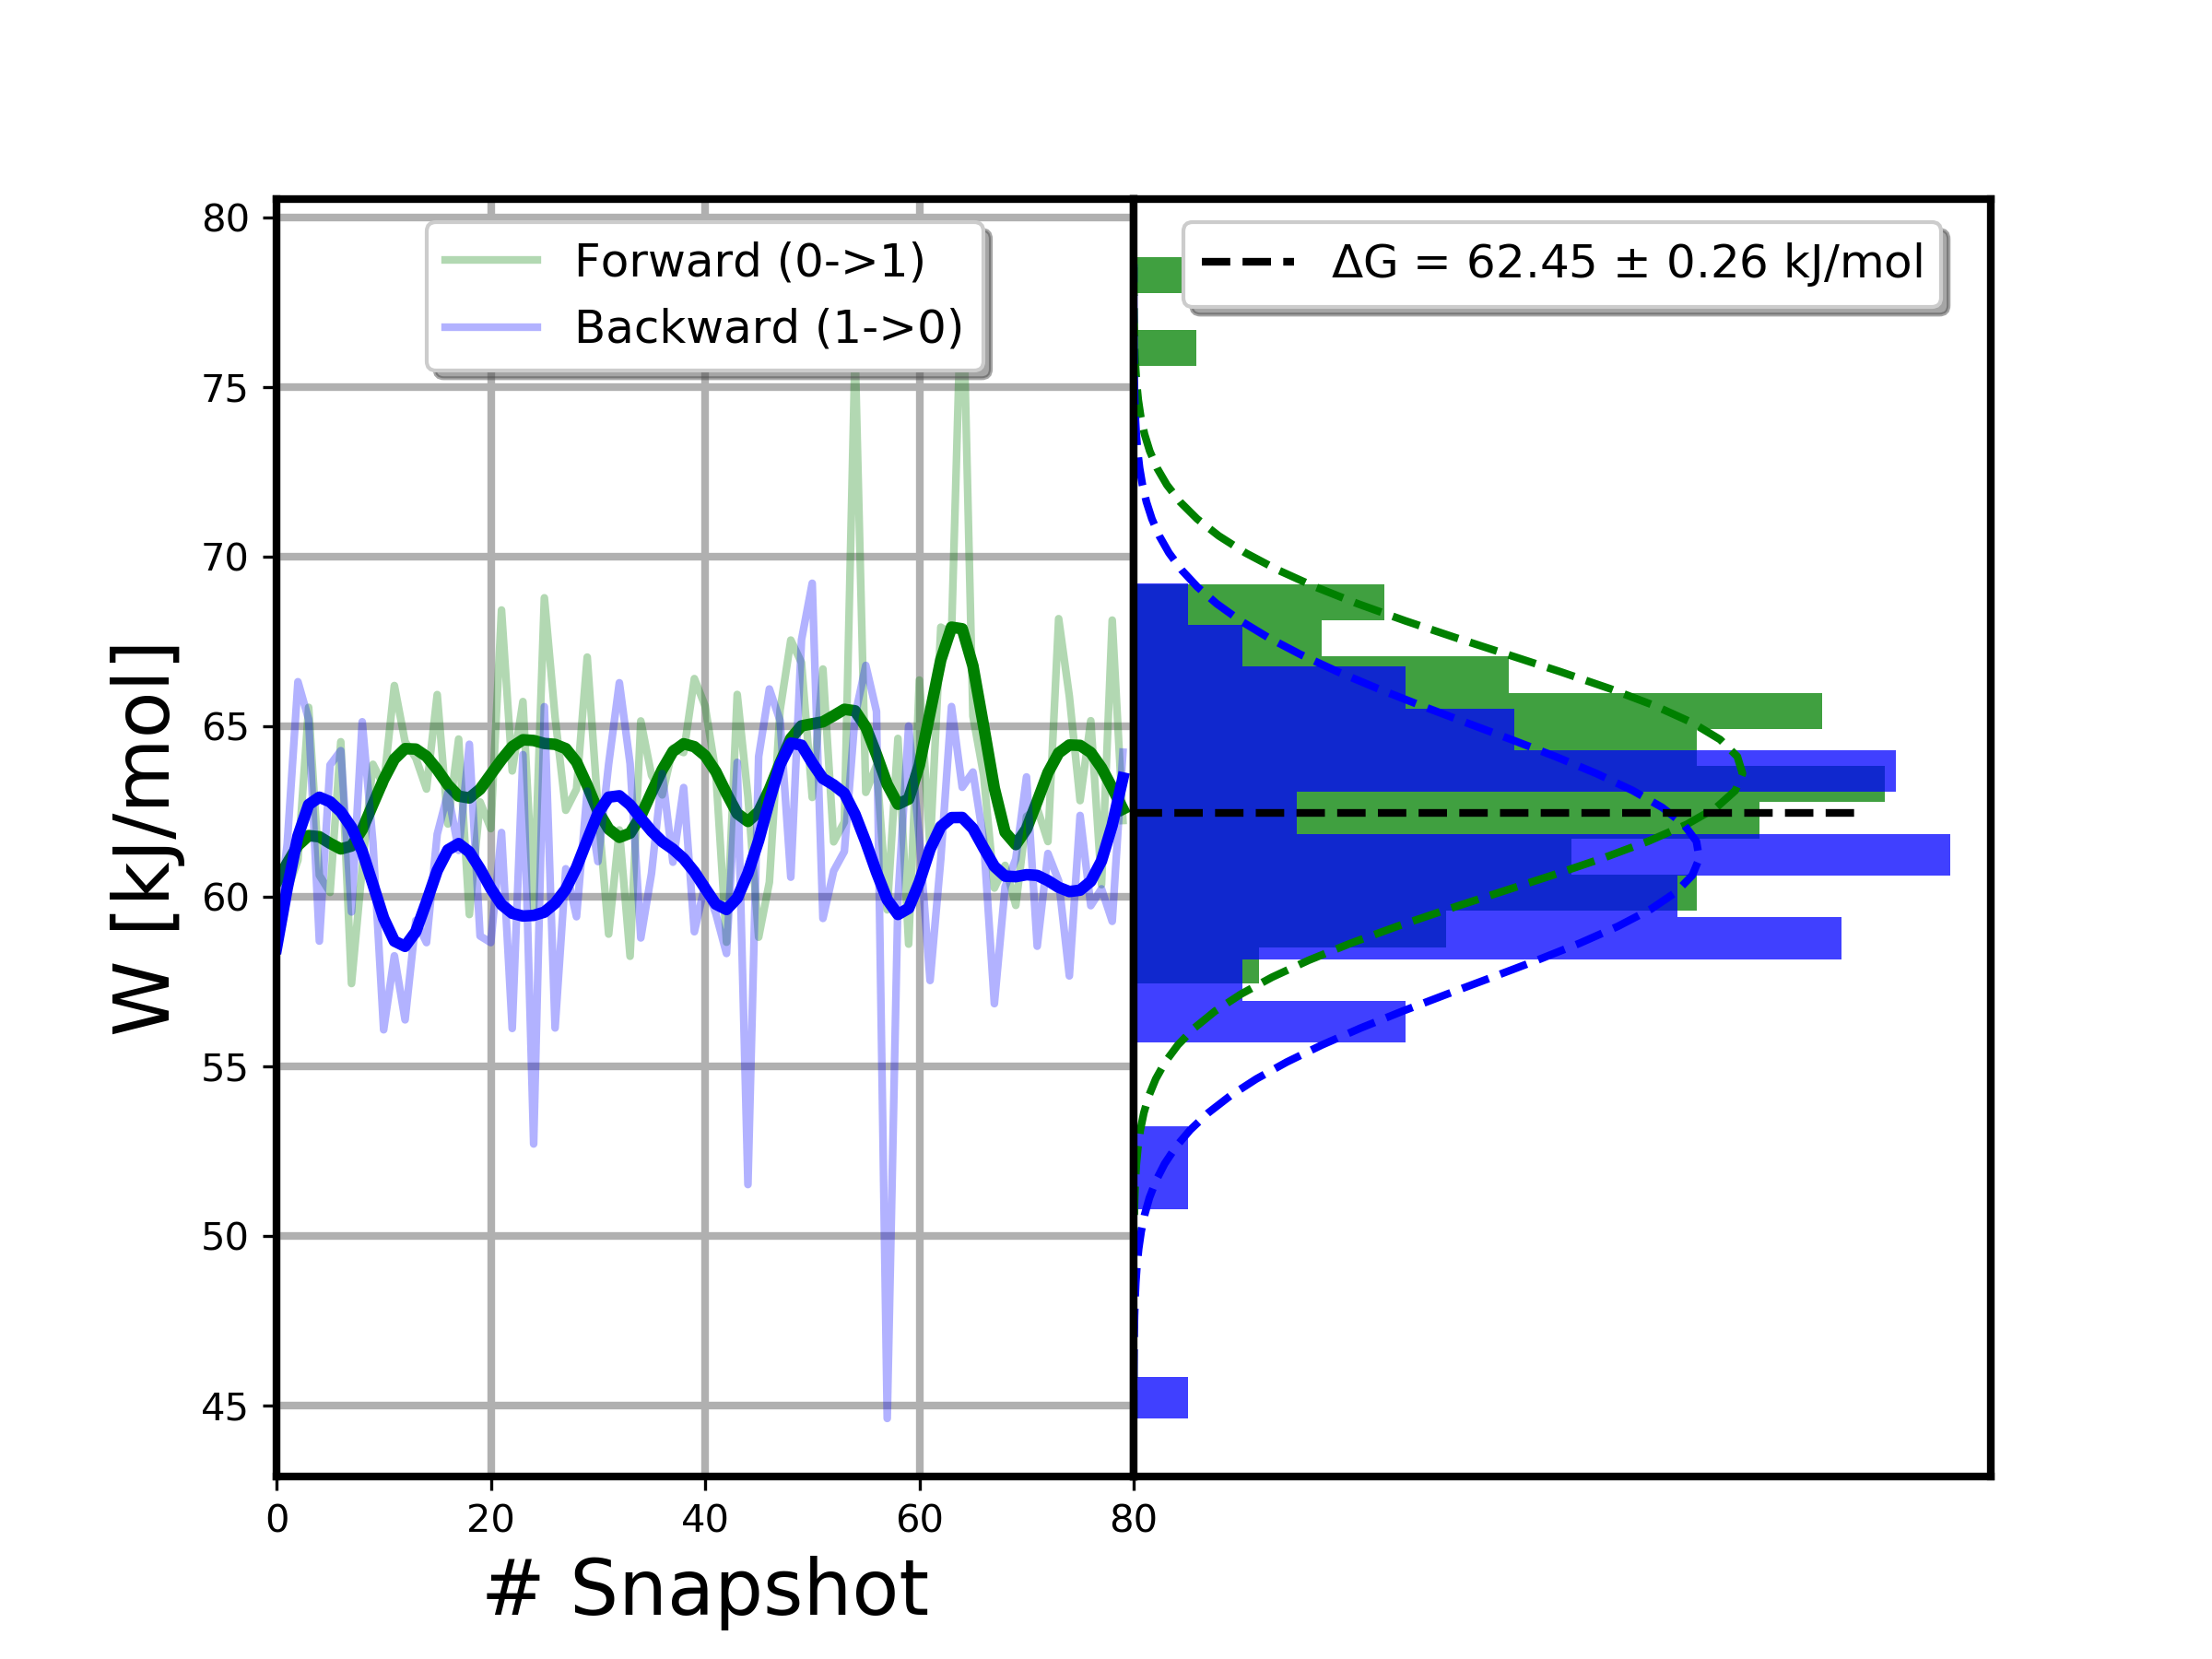 Forward (0->1)
Backward (1->0)
ΔG = 62.45 ± 0.26 kJ/mol
W [kJ/mol]
80
75
70
65
60
55
50
45
0 20 40 60 80
# Snapshot